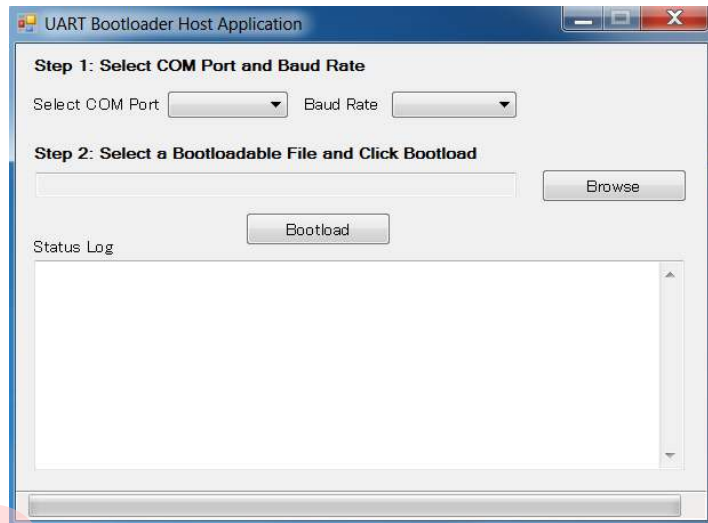 UART Bootloader Host Application
Step 1: Select COM Port and Baud Rate
Select COM Port Baud Rate
Step 2: Select a Bootloadable File and Click Bootload
Browse
Bootload
Status Log